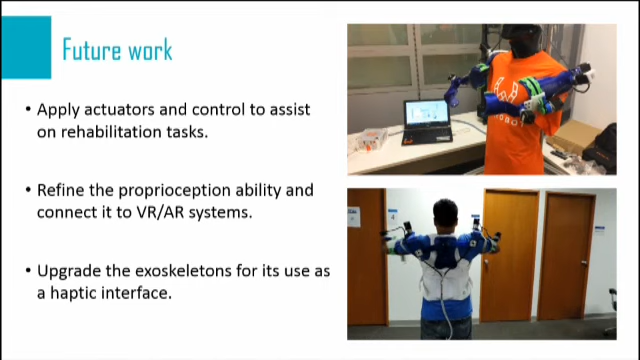 Future work
• Apply actuators and control to assist
on rehabilitation tasks.
• Refine the proprioception ability and
connect it to VR/AR systems.
• Upgrade the exoskeletons for its use as
a haptic interface.